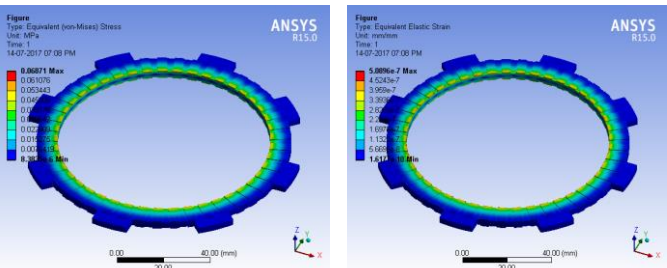 Figure
Type: Equivalent (von-Mises) Stress
Unit: MPa
Time: 1
14-07-2017 07:08 PM
ANSYS
R15.0
0.06871 Max
0.061076
0.053443
Min
0.00
40.00 (mm)
20.00
Z
Y
X
Figure
Type: Equivalent Elastic Strain
Unit: mm/mm
Time: 1
14-07-2017 07:08 PM
ANSYS
R15.0
5.0896e-7 Max
4.5243e-7
3.959e-7
Min
0.00
40.00 (mm)
20.00
Z
Y
X